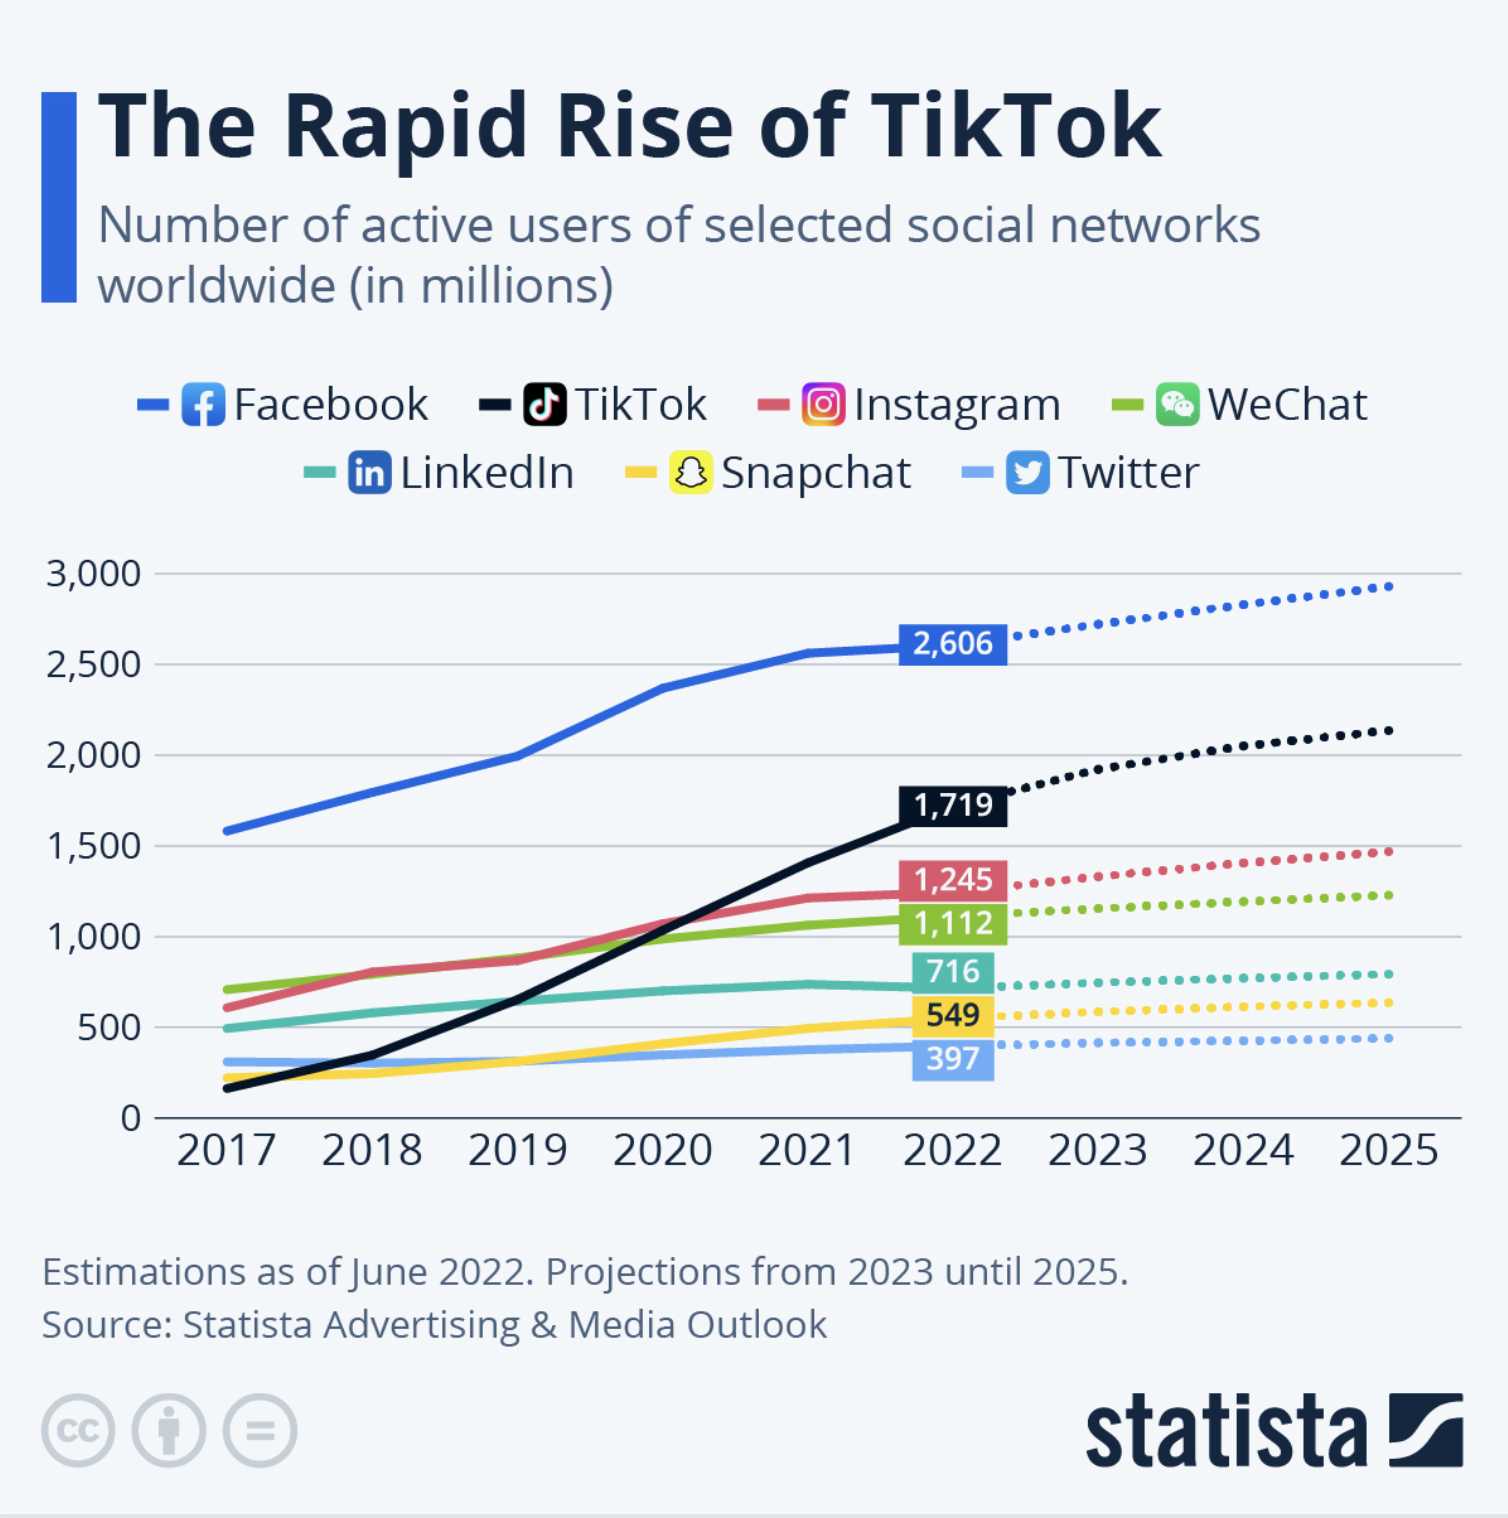 The Rapid Rise of TikTok
Number of active users of selected social networks
worldwide (in millions)
Facebook TikTok Instagram WeChat
LinkedIn Snapchat Twitter
3,000
2,500
2,000
1,500
1,000
500
0
2,606
1,719
1,245
1,112
716
549
397
2017 2018 2019 2020 2021 2022 2023 2024 2025
Estimations as of June 2022. Projections from 2023 until 2025.
Source: Statista Advertising & Media Outlook
cc
statista